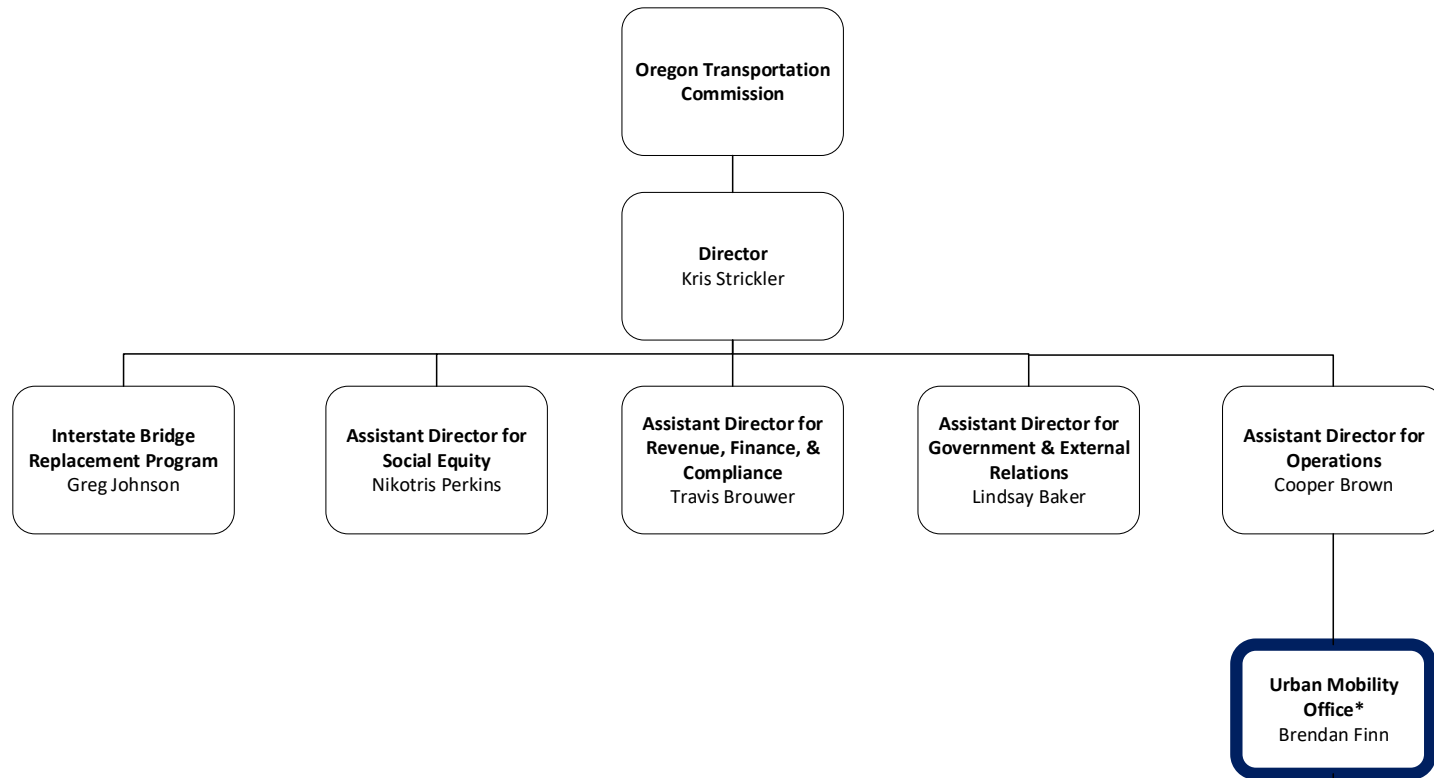 Oregon Transportation
Commission
Director
Kris Strickler
Interstate Bridge
Replacement Program
Greg Johnson
Assistant Director for
Social Equity
Nikotris Perkins
Assistant Director for
Revenue, Finance, &
Compliance
Travis Brouwer
Assistant Director for
Government & External
Relations
Lindsay Baker
Assistant Director for
Operations
Cooper Brown
Urban Mobility
Office*
Brendan Finn